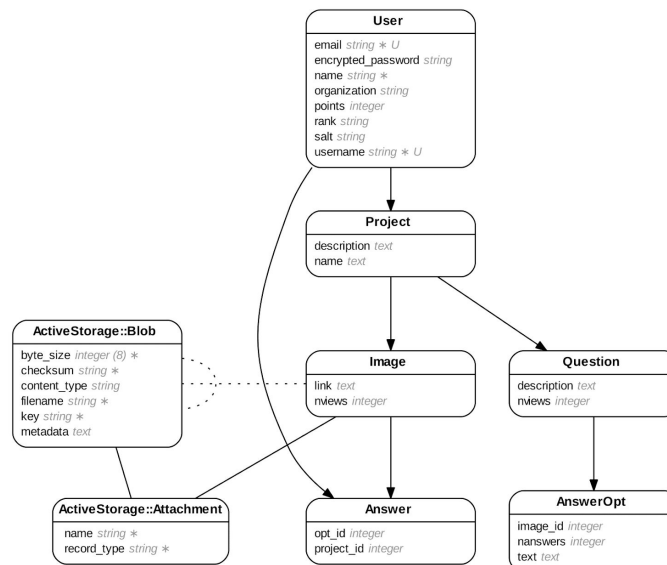 User
email string ∗ U
encrypted_password string
name string ∗
organization string
points integer
rank string
salt string
username string ∗ U
Project
description text
name text
ActiveStorage::Blob
byte_size integer (8) ∗
checksum string ∗
content_type string
filename string ∗
key string ∗
metadata text
Image
link text
nviews integer
Question
description text
nviews integer
ActiveStorage::Attachment
name string ∗
record_type string ∗
Answer
opt_id integer
project_id integer
AnswerOpt
image_id integer
nanswers integer
text text